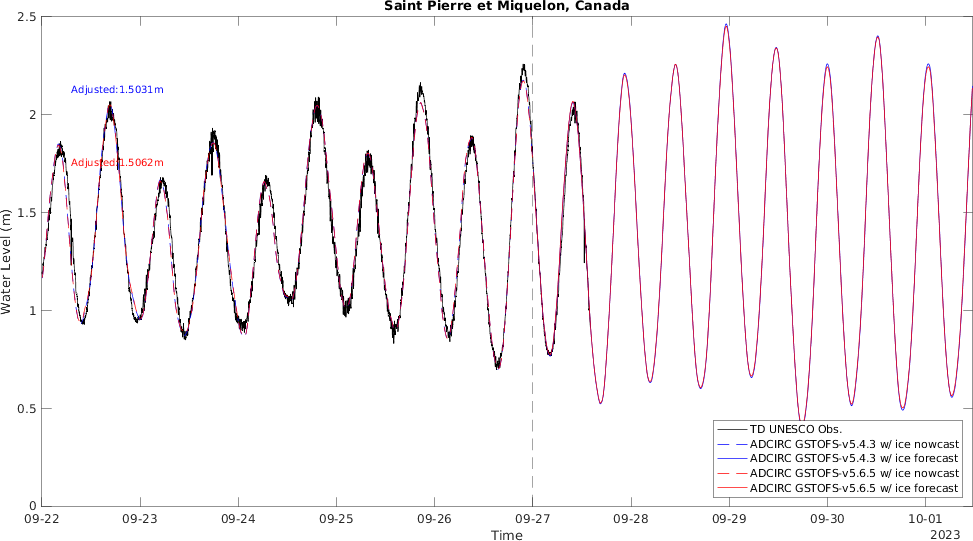 Saint Pierre et Miquelon, Canada
2.5
2
1.5
1
0.5
0
Water Level (m)
Adjusted:1.5031m
Adjusted:1.5062m
TD UNESCO Obs.
ADCIRC GSTOFS-v5.4.3 w/ ice nowcast
ADCIRC GSTOFS-v5.4.3 w/ ice forecast
ADCIRC GSTOFS-v5.6.5 w/ ice nowcast
ADCIRC GSTOFS-v5.6.5 w/ ice forecast
09-22 09-23 09-24 09-25 09-26 09-27 09-28 09-29 09-30 10-01
Time
2023